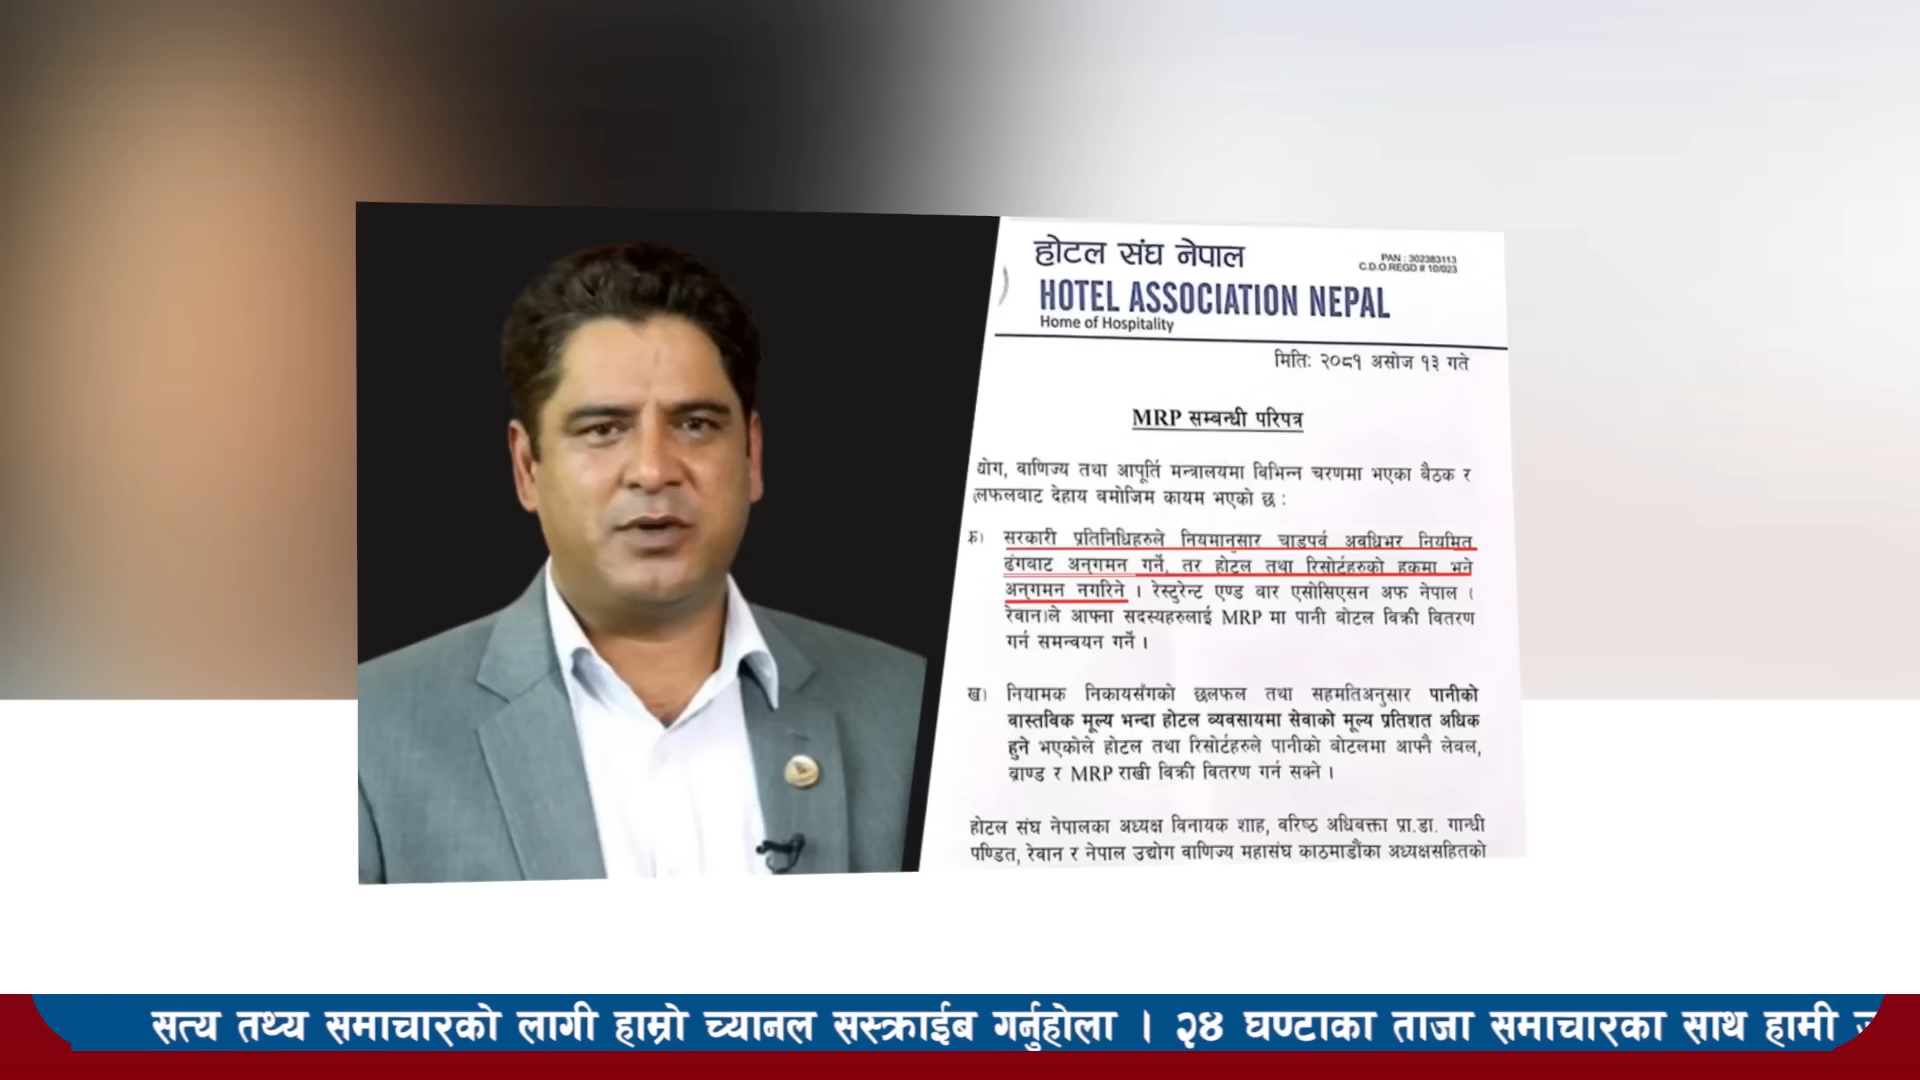 होटल संघ नेपाल
PAN : 302383113
C.D.O.REGD # 10/023
HOTEL ASSOCIATION NEPAL
Home of Hospitality
मितिः २०८१ असोज १३ गते
MRP सम्बन्धी परिपत्र
द्योग, वाणिज्य तथा आपूर्ति मन्त्रालयमा विभिन्न चरणमा भएका बैठक र
लफलबाट देहाय बमोजिम कायम भएको छ :
क) सरकारी प्रतिनिधिहरुले नियमानुसार चाडपर्व अवधिभर नियमित
ढंगबाट अनुगमन गर्ने, तर होटल तथा रिसोर्टहरुको हकमा भने
अनुगमन नगरिने । रेस्टुरेन्ट एण्ड बार एसोसिएसन अफ नेपाल (
रेबान)ले आफ्ना सदस्यहरुलाई MRP मा पानी बोटल बिक्री वितरण
गर्न समन्वयन गर्ने ।
ख) नियामक निकायसँगको छलफल तथा सहमतिअनुसार पानीको
वास्तविक मूल्य भन्दा होटल व्यवसायमा सेवाको मूल्य प्रतिशत अधिक
हुने भएकोले होटल तथा रिसोर्टहरुले पानीको बोटलमा आफ्नै लेबल,
ब्राण्ड र MRP राखी बिक्री वितरण गर्न सक्ने ।
होटल संघ नेपालका अध्यक्ष विनायक शाह, वरिष्ठ अधिवक्ता प्रा.डा. गान्धी
पण्डित, रेबान र नेपाल उद्योग वाणिज्य महासंघ काठमाडौंका अध्यक्षसहितको
सत्य तथ्य समाचारको लागी हाम्रो च्यानल सस्क्राईब गर्नुहोला । २४ घण्टाका ताजा समाचारका साथ हामी